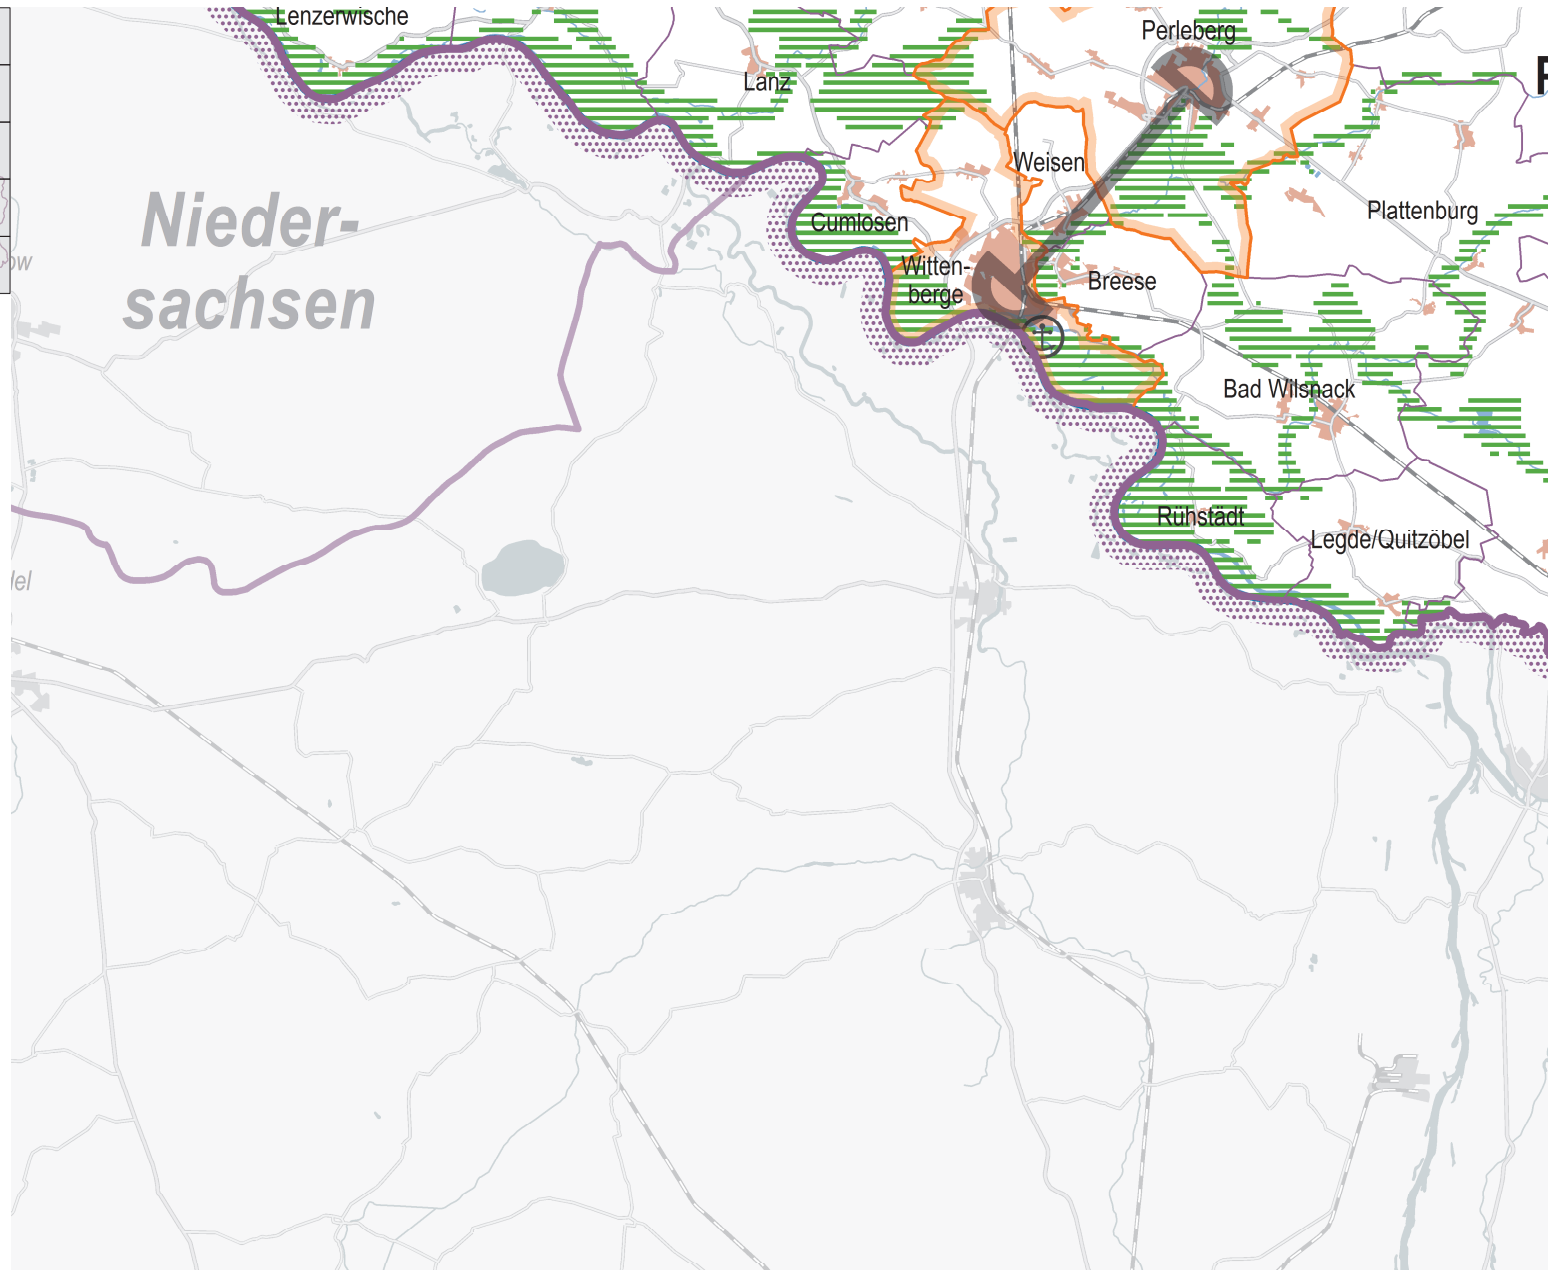 Lenzerwische
Perleberg
Lanz
Weisen
Nieder-
sachsen
Plattenburg
Cumlosen
Witten-
berge
Breese
Bad Wilsnack
Rühstädt
Legde/Quitzöbel